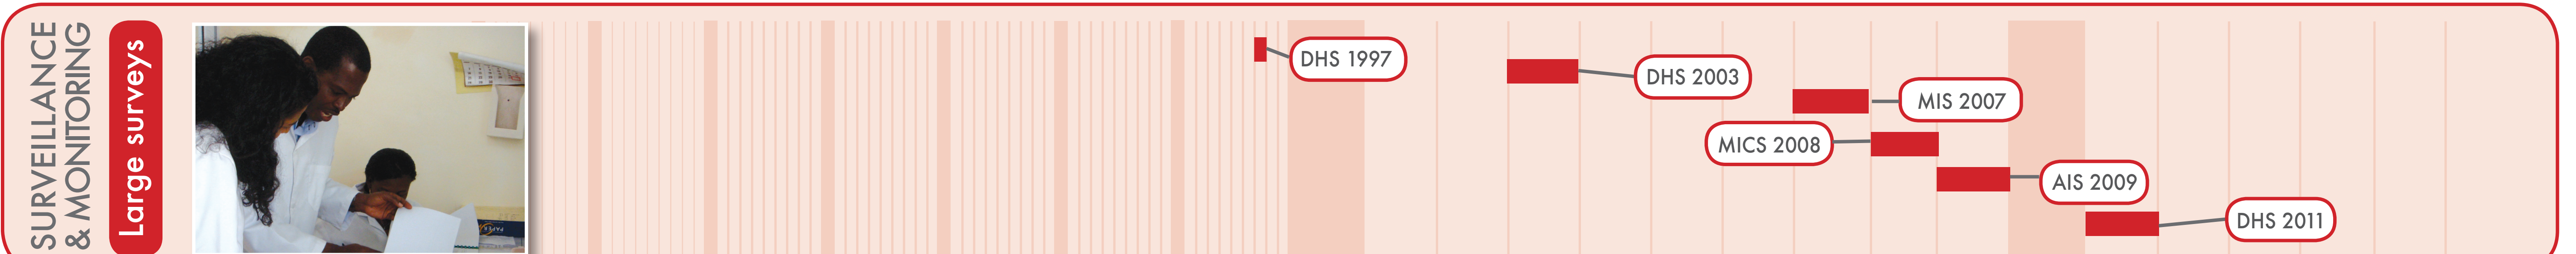 SURVEILLANCE
& MONITORING
Large surveys
DHS 1997
DHS 2003
MIS 2007
MICS 2008
AIS 2009
DHS 2011